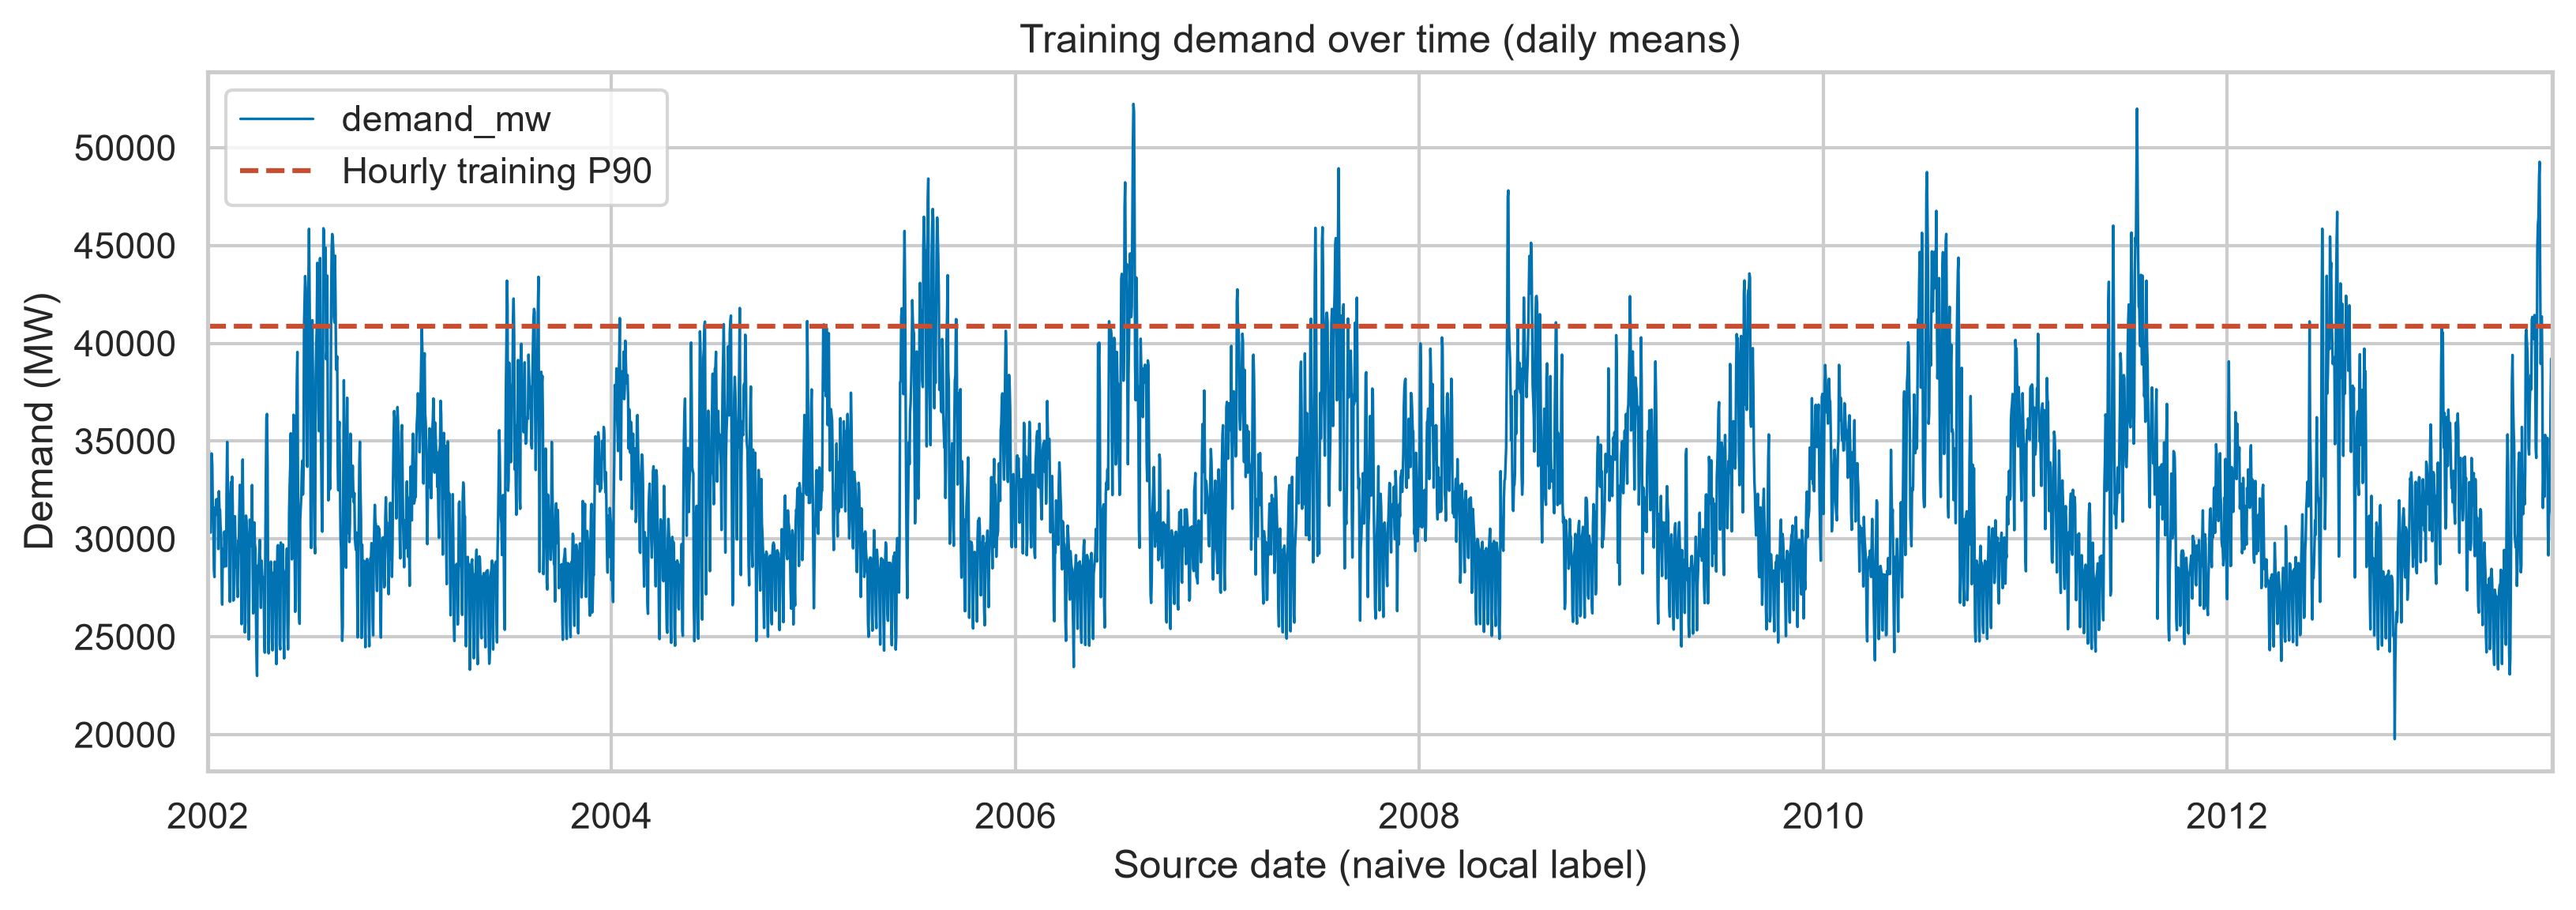 Training demand over time (daily means)
demand_mw
Hourly training P90
Demand (MW)
50000
45000
40000
35000
30000
25000
20000
2002 2004 2006 2008 2010 2012
Source date (naive local label)